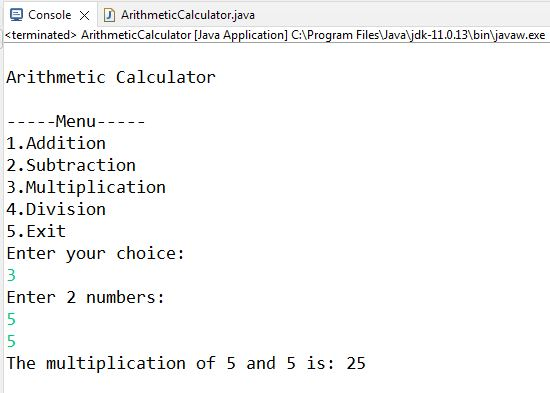 Console ArithmeticCalculator.java
<terminated> ArithmeticCalculator [Java Application] C:\Program Files\Java\jdk-11.0.13\bin\javaw.exe
Arithmetic Calculator
-----Menu-----
1.Addition
2.Subtraction
3.Multiplication
4.Division
5.Exit
Enter your choice:
3
Enter 2 numbers:
5
5
The multiplication of 5 and 5 is: 25